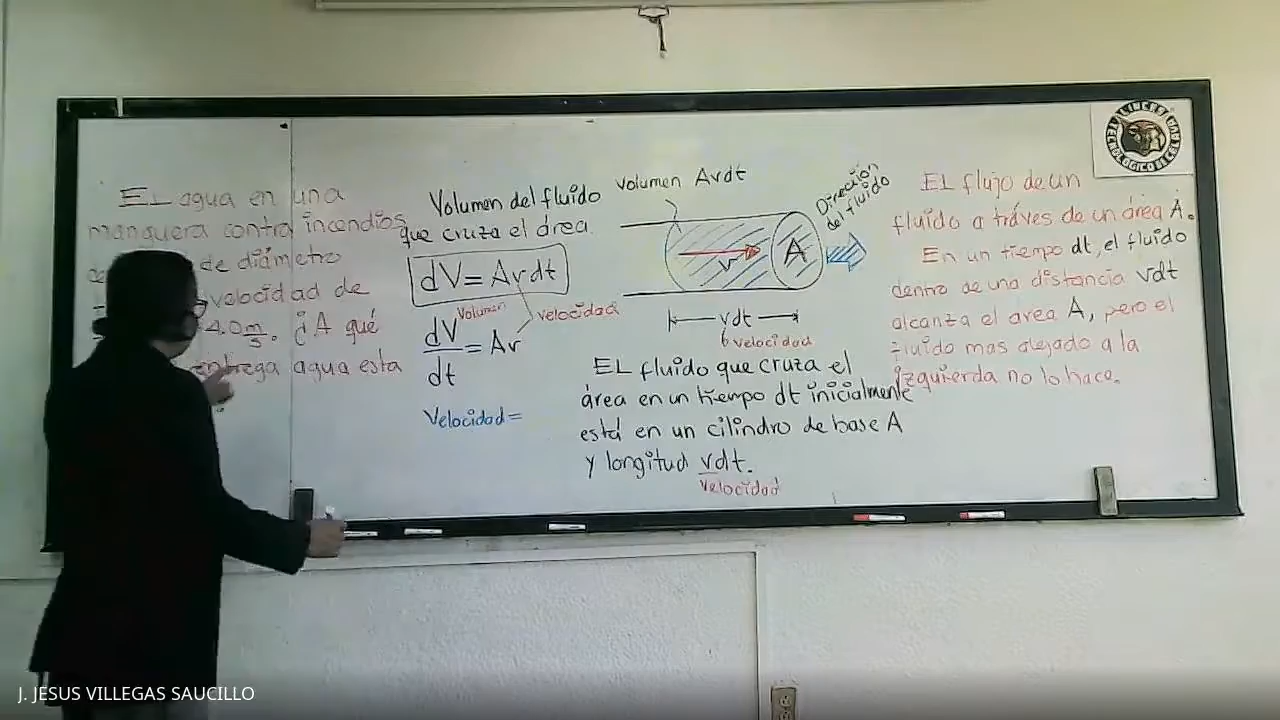 EL agua en una
manguera contra incendios
de diámetro
velocidad de
4.0 m/s. ¿A qué
entrega agua esta
Volumen del fluido
que cruza el área.
dV = Avdt
Volumen
velocidad
dV/dt = Av
Velocidad =
volumen Avdt
v
A
Dirección
del fluido
vdt
velocidad
EL fluido que cruza el
área en un tiempo dt inicialmente
está en un cilindro de base A
y longitud vdt.
velocidad
EL flujo de un
fluido a tráves de un área A.
En un tiempo dt, el fluido
dentro de una distancia vdt
alcanza el area A, pero el
fluido mas alejado a la
izquierda no lo hace.
J. JESUS VILLEGAS SAUCILLO